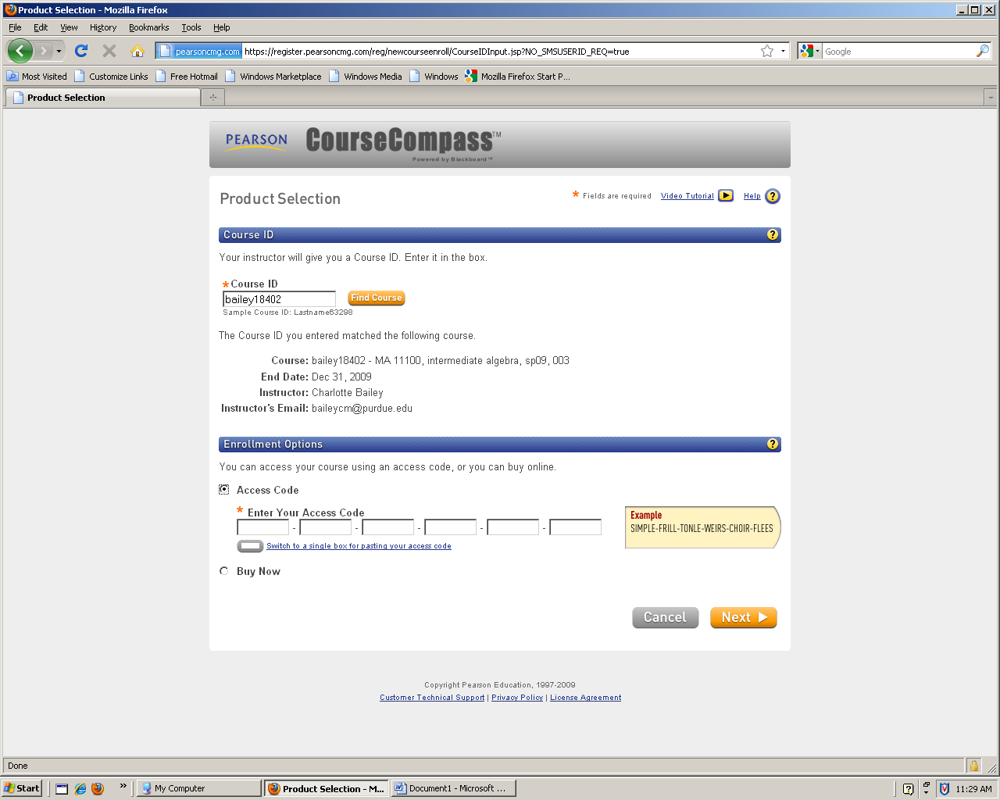 Product Selection - Mozilla Firefox
File Edit View History Bookmarks Tools Help
pearsoncmg.com https://register.pearsoncmg.com/reg/newcourseenroll/CourseIDInput.jsp?NO_SMSUSERID_REQ=true Google
Most Visited Customize Links Free Hotmail Windows Marketplace Windows Media Windows Mozilla Firefox Start P...
Product Selection
PEARSON CourseCompass™
Powered by Blackboard™
Product Selection * Fields are required Video Tutorial Help ?
Course ID ?
Your instructor will give you a Course ID. Enter it in the box.
*Course ID
bailey18402 Find Course
Sample Course ID: Lastname63298
The Course ID you entered matched the following course.
Course: bailey18402 - MA 11100, intermediate algebra, sp09, 003
End Date: Dec 31, 2009
Instructor: Charlotte Bailey
Instructor's Email: baileycm@purdue.edu
Enrollment Options ?
You can access your course using an access code, or you can buy online.
Access Code
* Enter Your Access Code
- - - - -
Example
SIMPLE-FRILL-TONLE-WEIRS-CHOIR-FLEES
Switch to a single box for pasting your access code
Buy Now
Cancel Next
Copyright Pearson Education, 1997-2009
Customer Technical Support | Privacy Policy | License Agreement
Done
Start » My Computer Product Selection - M... Document1 - Microsoft ... 11:29 AM